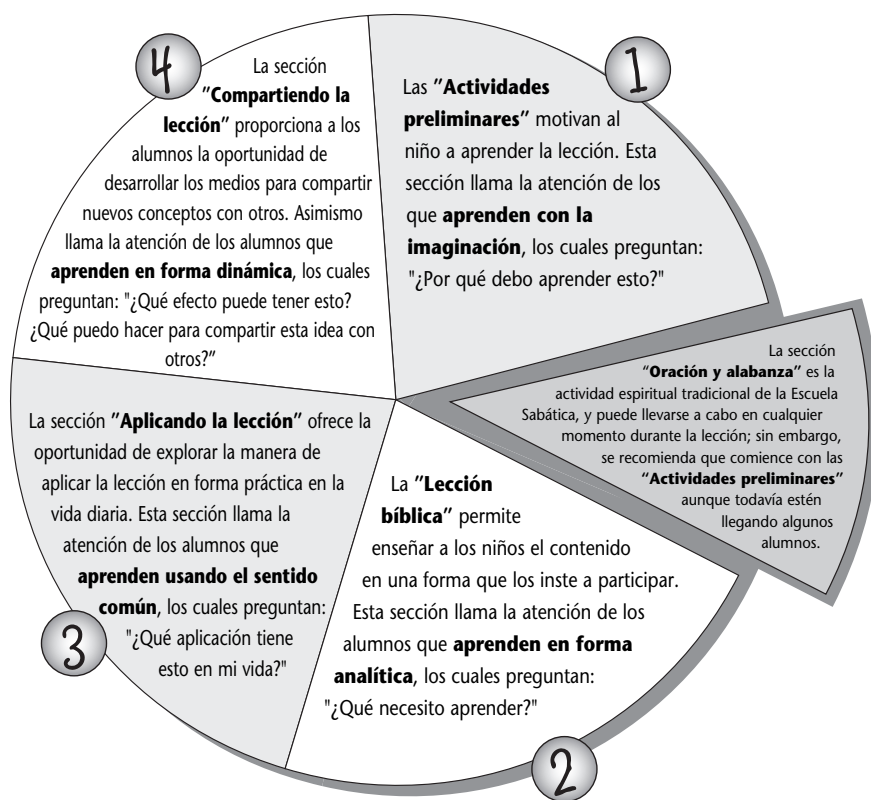 1
Las "Actividades
preliminares" motivan al
niño a aprender la lección. Esta
sección llama la atención de los
que aprenden con la
imaginación, los cuales preguntan:
"¿Por qué debo aprender esto?"
La sección
"Oración y alabanza" es la
actividad espiritual tradicional de la Escuela
Sabática, y puede llevarse a cabo en cualquier
momento durante la lección; sin embargo,
se recomienda que comience con las
"Actividades preliminares"
aunque todavía estén
llegando algunos
alumnos.
La "Lección
bíblica" permite
enseñar a los niños el contenido
en una forma que los inste a participar.
Esta sección llama la atención de los
alumnos que aprenden en forma
analítica, los cuales preguntan:
"¿Qué necesito aprender?"
2
La sección "Aplicando la lección" ofrece la
oportunidad de explorar la manera de
aplicar la lección en forma práctica en la
vida diaria. Esta sección llama la
atención de los alumnos que
aprenden usando el sentido
común, los cuales preguntan:
"¿Qué aplicación tiene
esto en mi vida?"
3
4
La sección
"Compartiendo la
lección" proporciona a los
alumnos la oportunidad de
desarrollar los medios para compartir
nuevos conceptos con otros. Asimismo
llama la atención de los alumnos que
aprenden en forma dinámica, los cuales
preguntan: "¿Qué efecto puede tener esto?
¿Qué puedo hacer para compartir esta idea con
otros?"